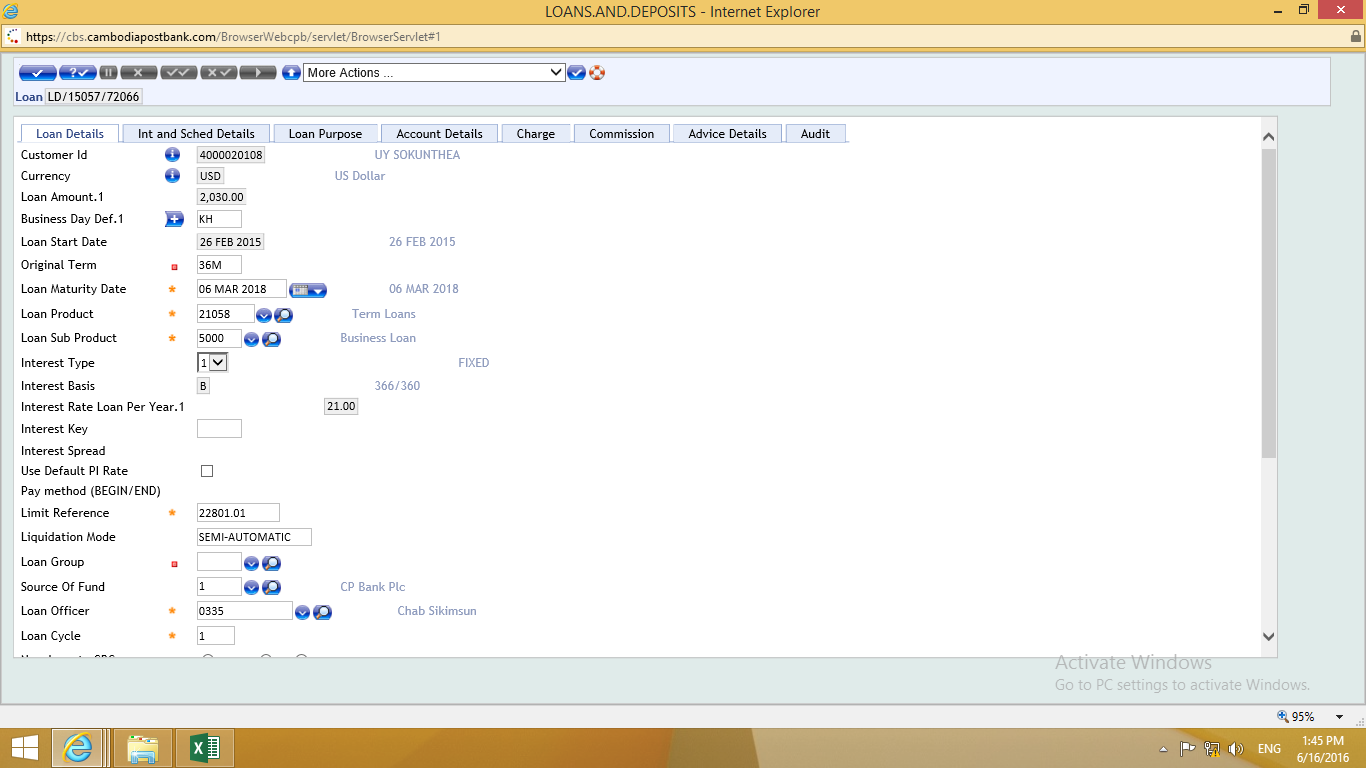 LOANS.AND.DEPOSITS - Internet Explorer
https://cbs.cambodiapostbank.com/BrowserWebcpb/servlet/BrowserServlet#1
More Actions ...
Loan LD/15057/72066
Loan Details Int and Sched Details Loan Purpose Account Details Charge Commission Advice Details Audit
Customer Id 4000020108 UY SOKUNTHEA
Currency USD US Dollar
Loan Amount.1 2,030.00
Business Day Def.1 KH
Loan Start Date 26 FEB 2015 26 FEB 2015
Original Term 36M
Loan Maturity Date * 06 MAR 2018 06 MAR 2018
Loan Product * 21058 Term Loans
Loan Sub Product * 5000 Business Loan
Interest Type 1 FIXED
Interest Basis B 366/360
Interest Rate Loan Per Year.1 21.00
Interest Key
Interest Spread
Use Default PI Rate
Pay method (BEGIN/END)
Limit Reference * 22801.01
Liquidation Mode SEMI-AUTOMATIC
Loan Group
Source Of Fund 1 CP Bank Plc
Loan Officer * 0335 Chab Sikimsun
Loan Cycle * 1
Activate Windows
Go to PC settings to activate Windows.
95%
ENG
1:45 PM
6/16/2016